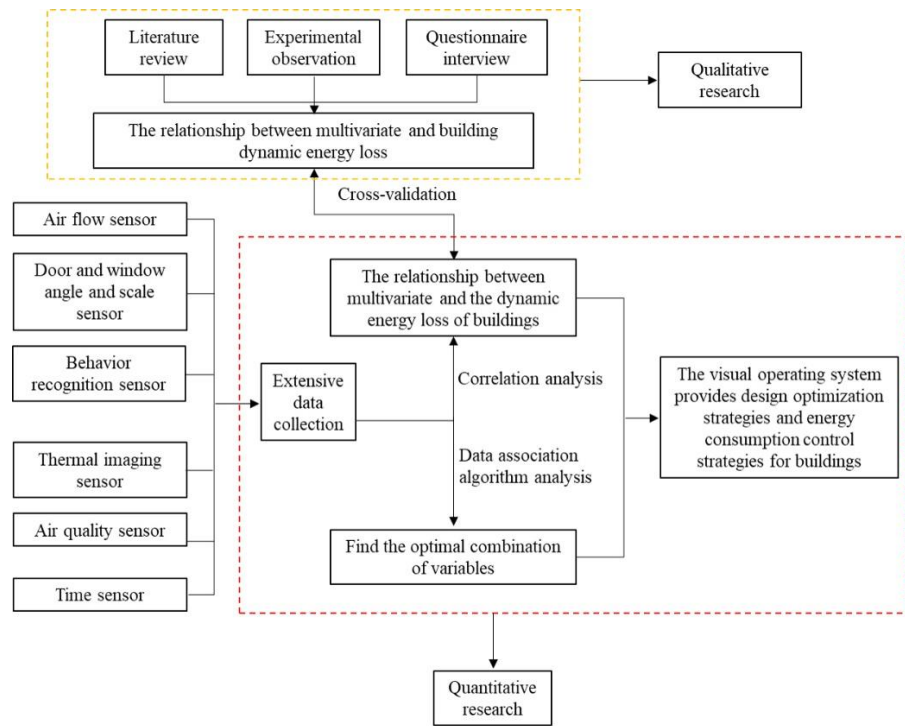 Literature
review
Experimental
observation
Questionnaire
interview
Qualitative
research
The relationship between multivariate and building
dynamic energy loss
Cross-validation
Air flow sensor
Door and window
angle and scale
sensor
Behavior
recognition sensor
Thermal imaging
sensor
Air quality sensor
Time sensor
Extensive
data
collection
The relationship between
multivariate and the dynamic
energy loss of buildings
Correlation analysis
Data association
algorithm analysis
Find the optimal combination
of variables
The visual operating system
provides design optimization
strategies and energy
consumption control
strategies for buildings
Quantitative
research